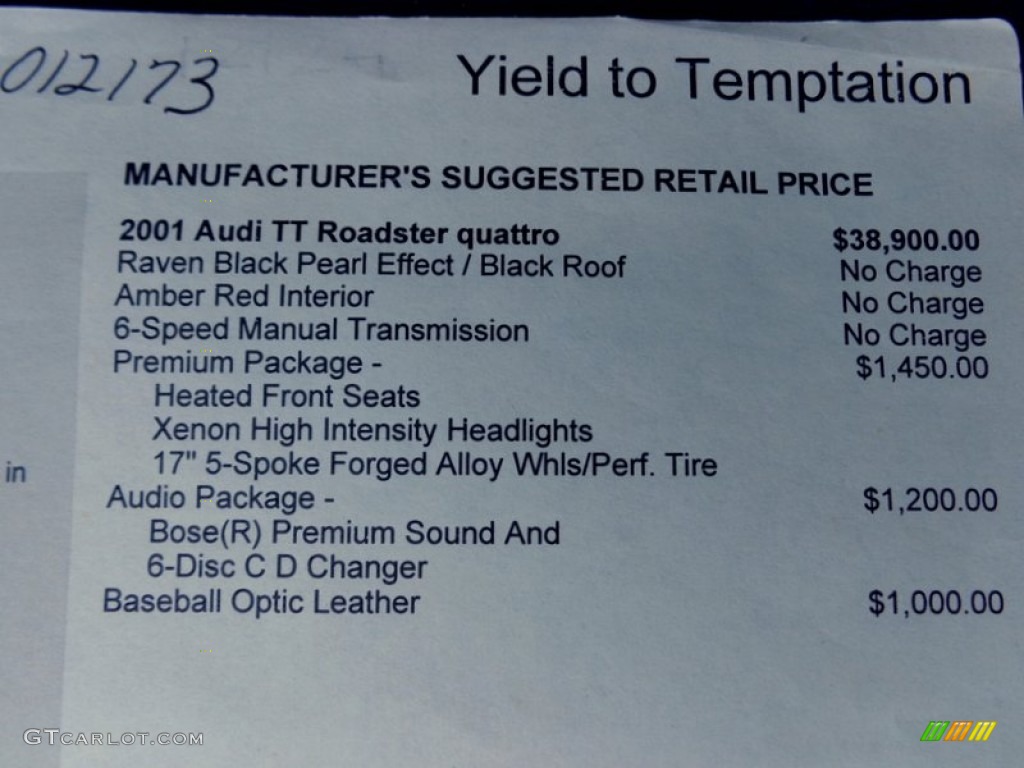 012173
Yield to Temptation
MANUFACTURER'S SUGGESTED RETAIL PRICE
2001 Audi TT Roadster quattro $38,900.00
Raven Black Pearl Effect / Black Roof No Charge
Amber Red Interior No Charge
6-Speed Manual Transmission No Charge
Premium Package - $1,450.00
Heated Front Seats
Xenon High Intensity Headlights
in
17" 5-Spoke Forged Alloy Whls/Perf. Tire
Audio Package - $1,200.00
Bose(R) Premium Sound And
6-Disc C D Changer
Baseball Optic Leather $1,000.00
GTCARLOT.COM